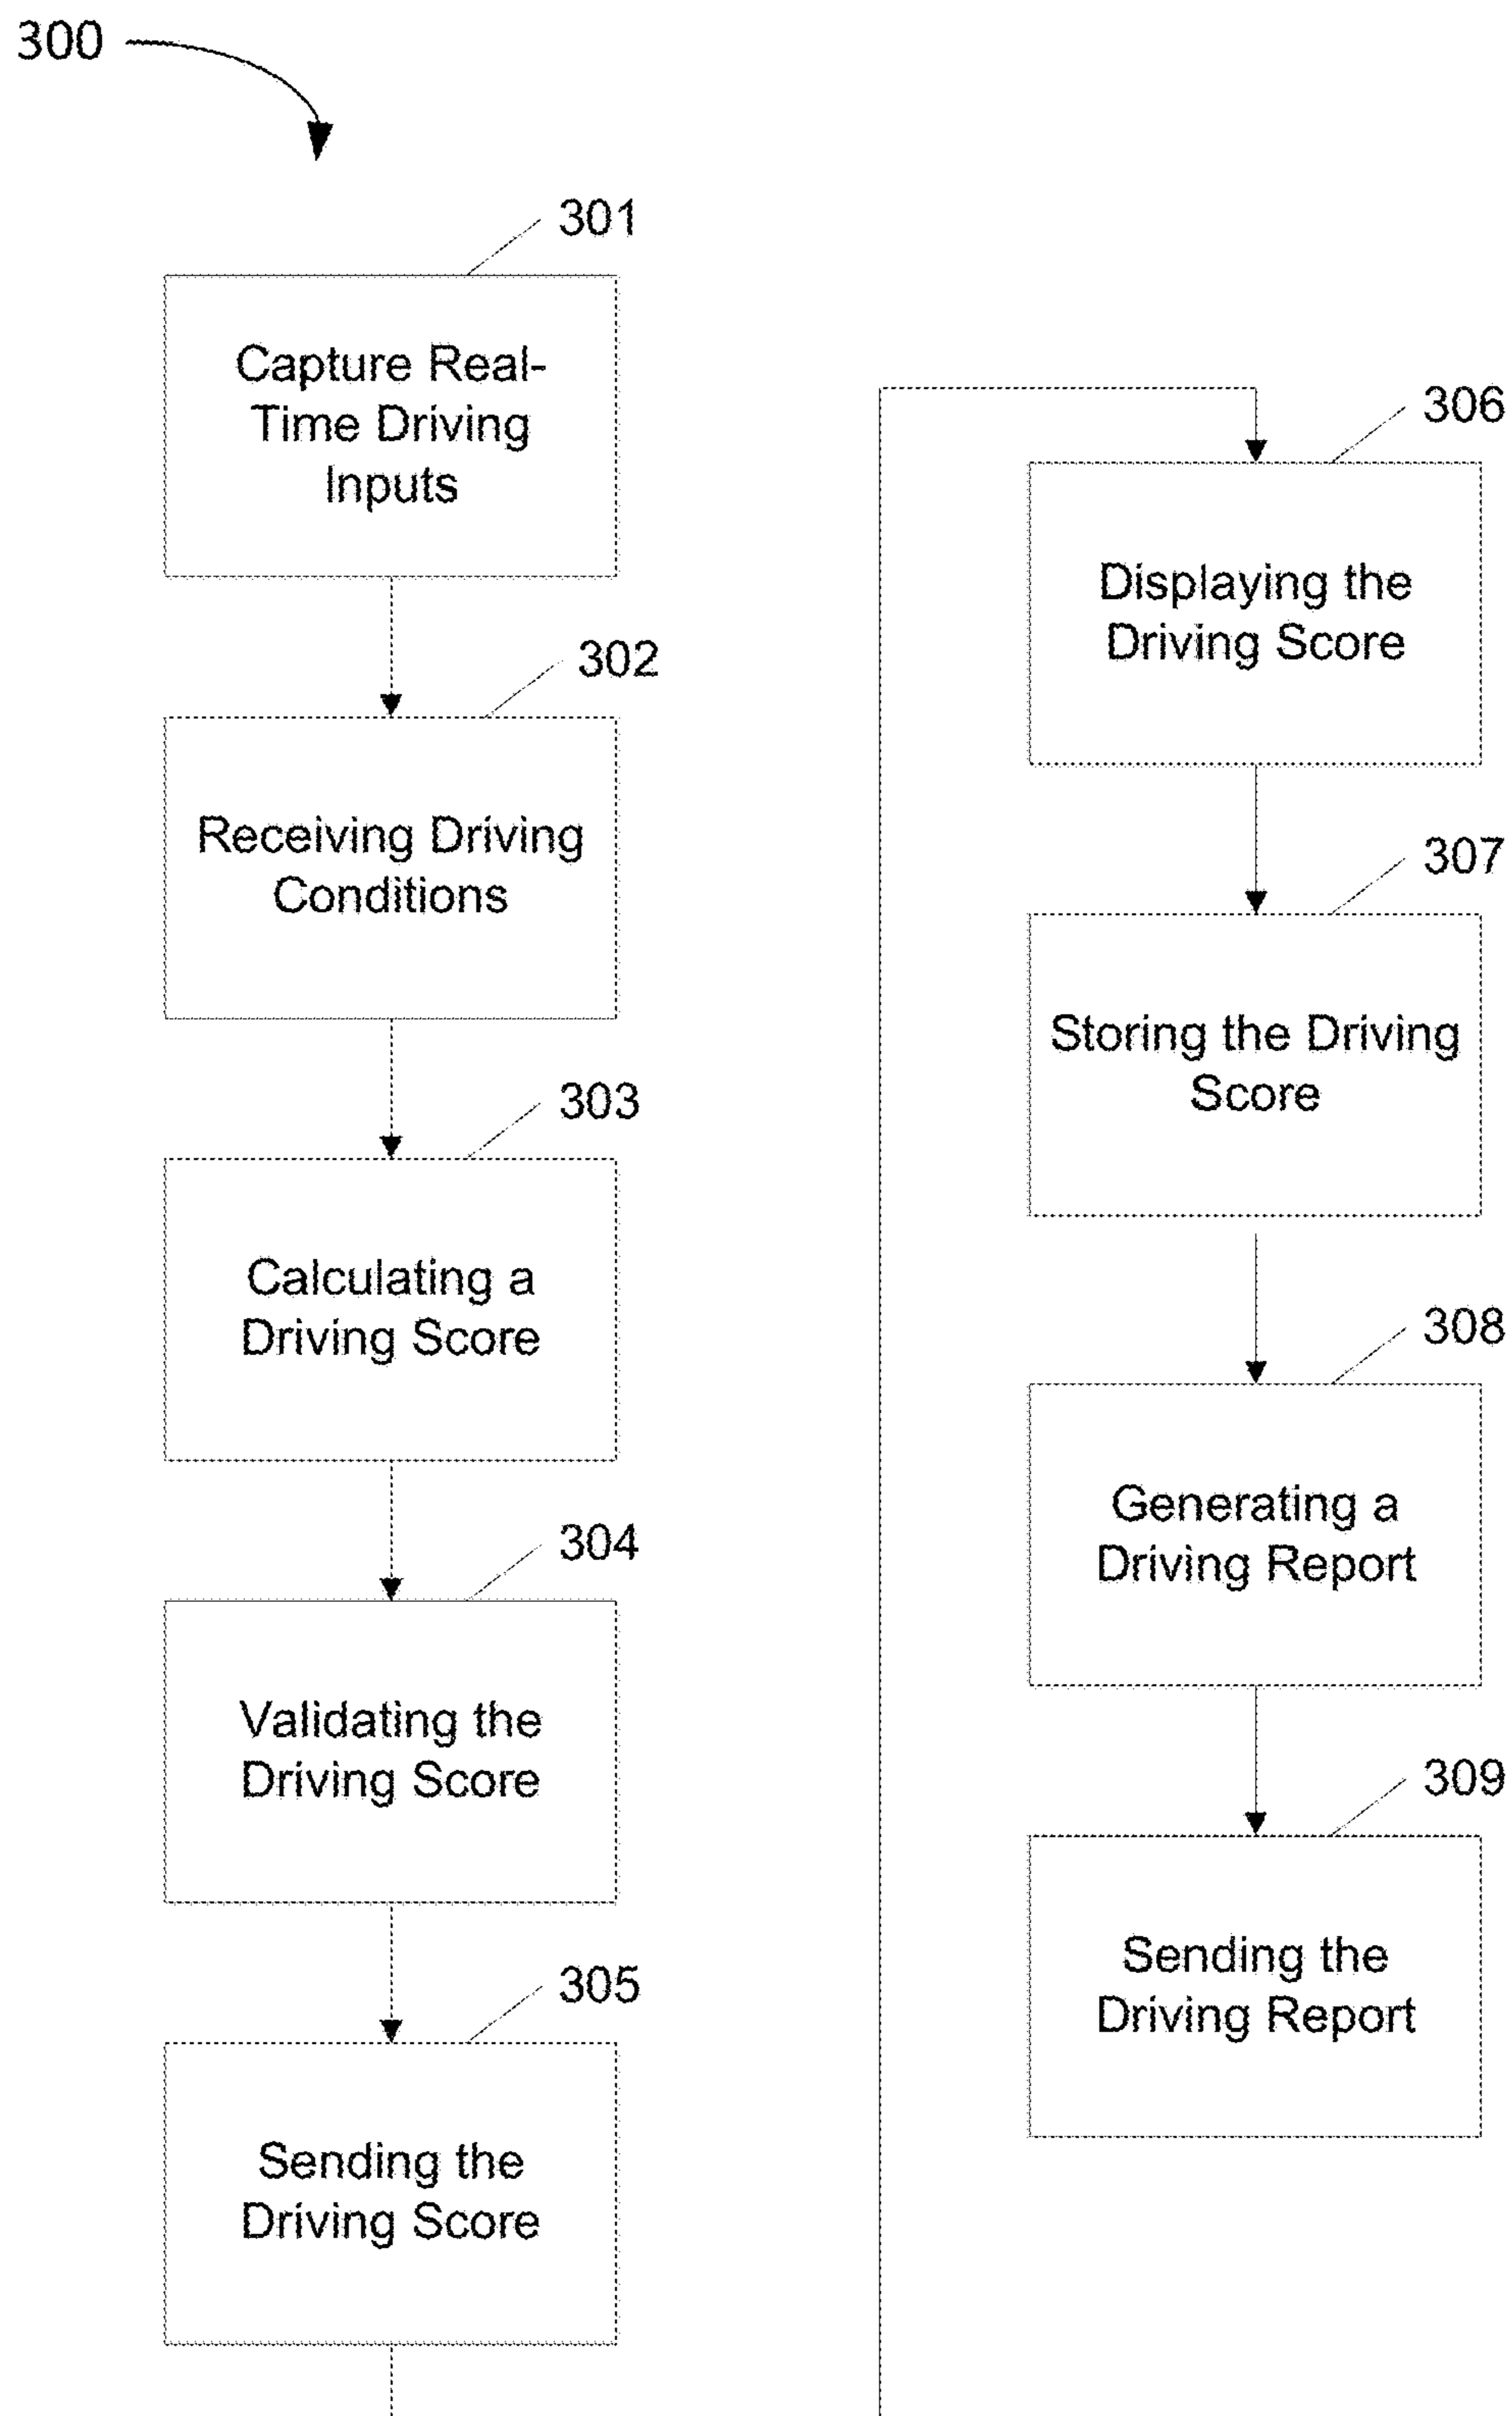 300
301
Capture Real-
Time Driving
Inputs
302
Receiving Driving
Conditions
303
Calculating a
Driving Score
304
Validating the
Driving Score
305
Sending the
Driving Score
306
Displaying the
Driving Score
307
Storing the Driving
Score
308
Generating a
Driving Report
309
Sending the
Driving Report